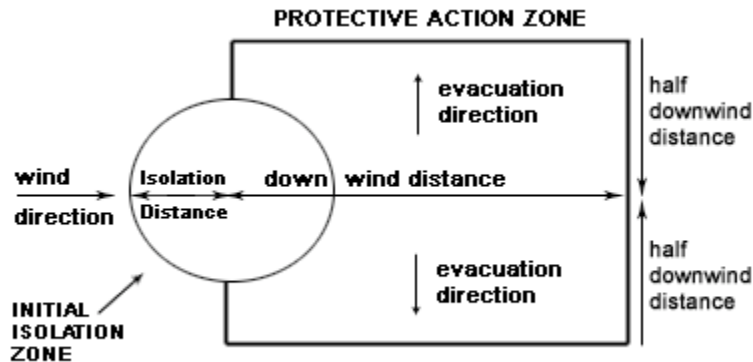 PROTECTIVE ACTION ZONE
evacuation
direction
half
downwind
distance
wind
direction
Isolation
Distance
down wind distance
evacuation
direction
half
downwind
distance
INITIAL
ISOLATION
ZONE